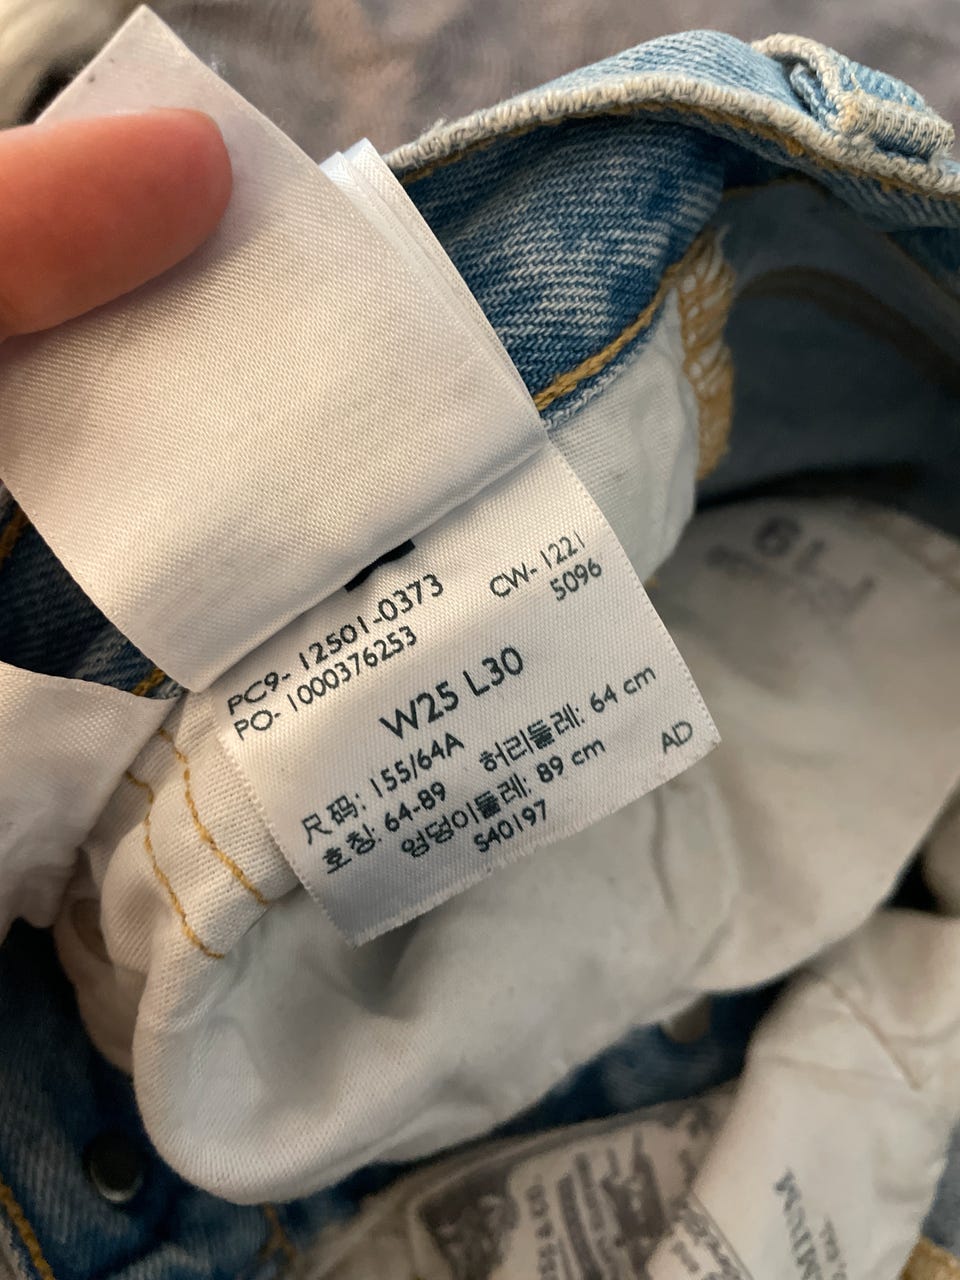 PC9- 12501-0373
CW- 1221
PO- 1000376253
5096
W25 L30
尺码: 155/64A
호칭: 64-89
허리둘레: 64 cm
엉덩이둘레: 89 cm
AD
S40197